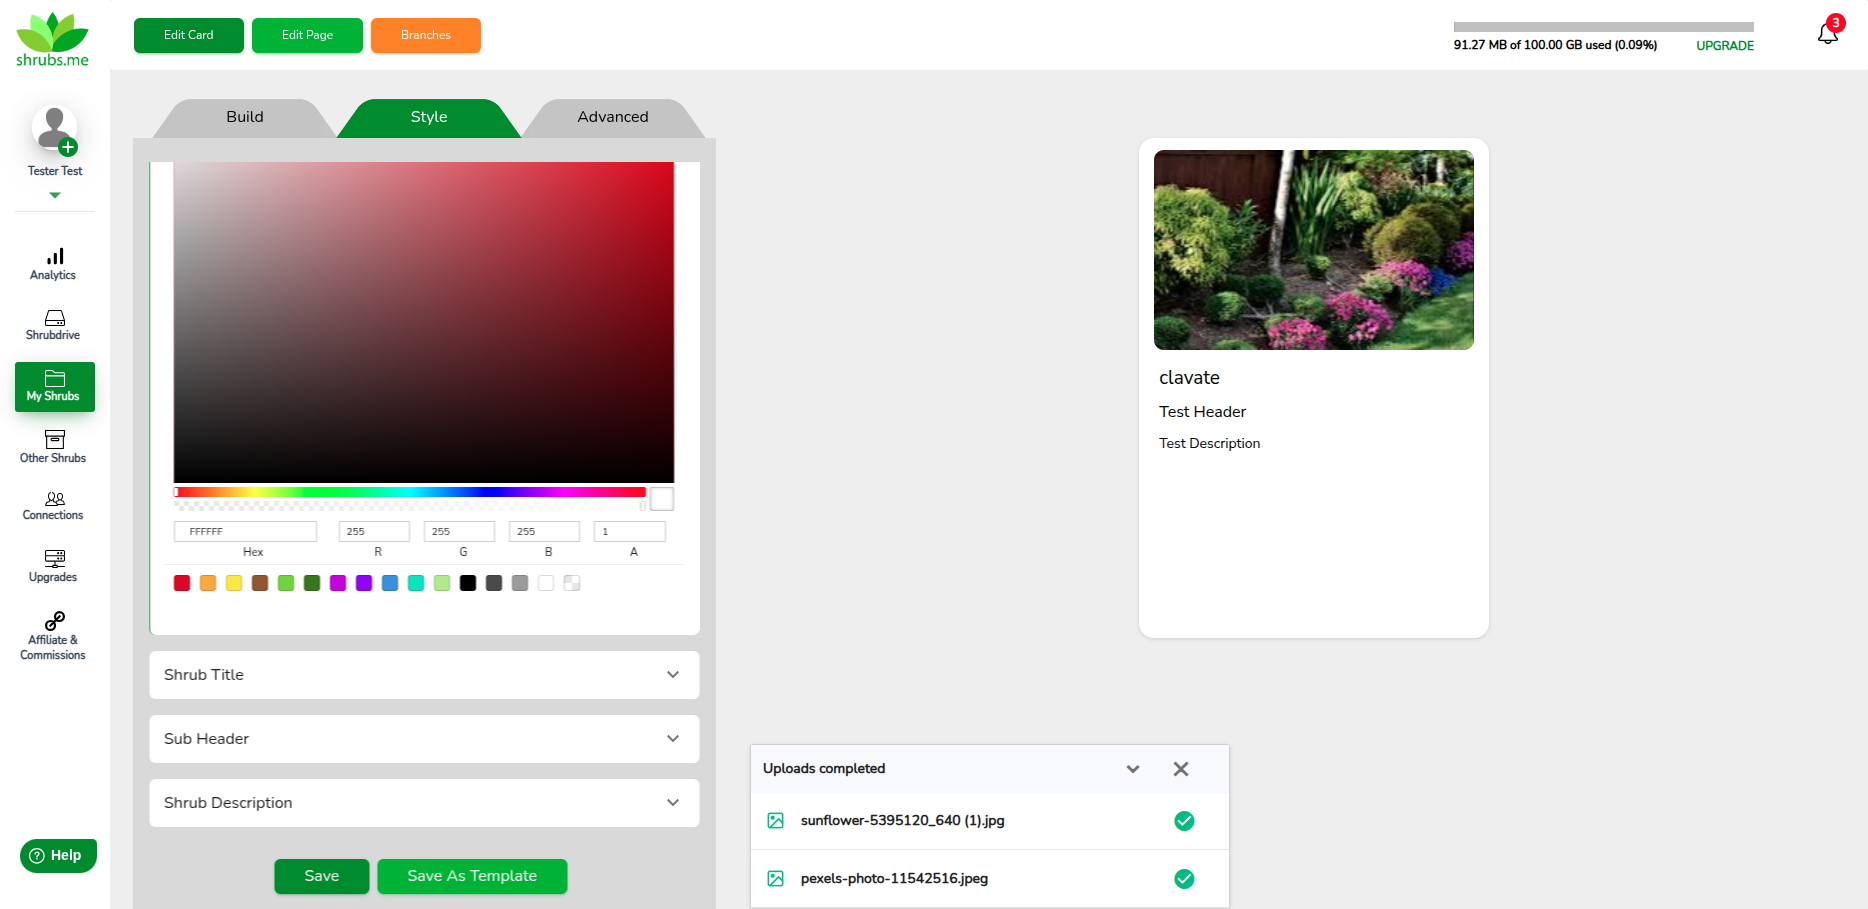 shrubs.me
Edit Card
Edit Page
Branches
91.27 MB of 100.00 GB used (0.09%)
UPGRADE
3
Tester Test
Analytics
Shrubdrive
My Shrubs
Other Shrubs
Connections
Upgrades
Affiliate &
Commissions
Help
Build
Style
Advanced
FFFFFF
255
255
255
1
Hex
R
G
B
A
Shrub Title
Sub Header
Shrub Description
Save
Save As Template
clavate
Test Header
Test Description
Uploads completed
sunflower-5395120_640 (1).jpg
pexels-photo-11542516.jpeg